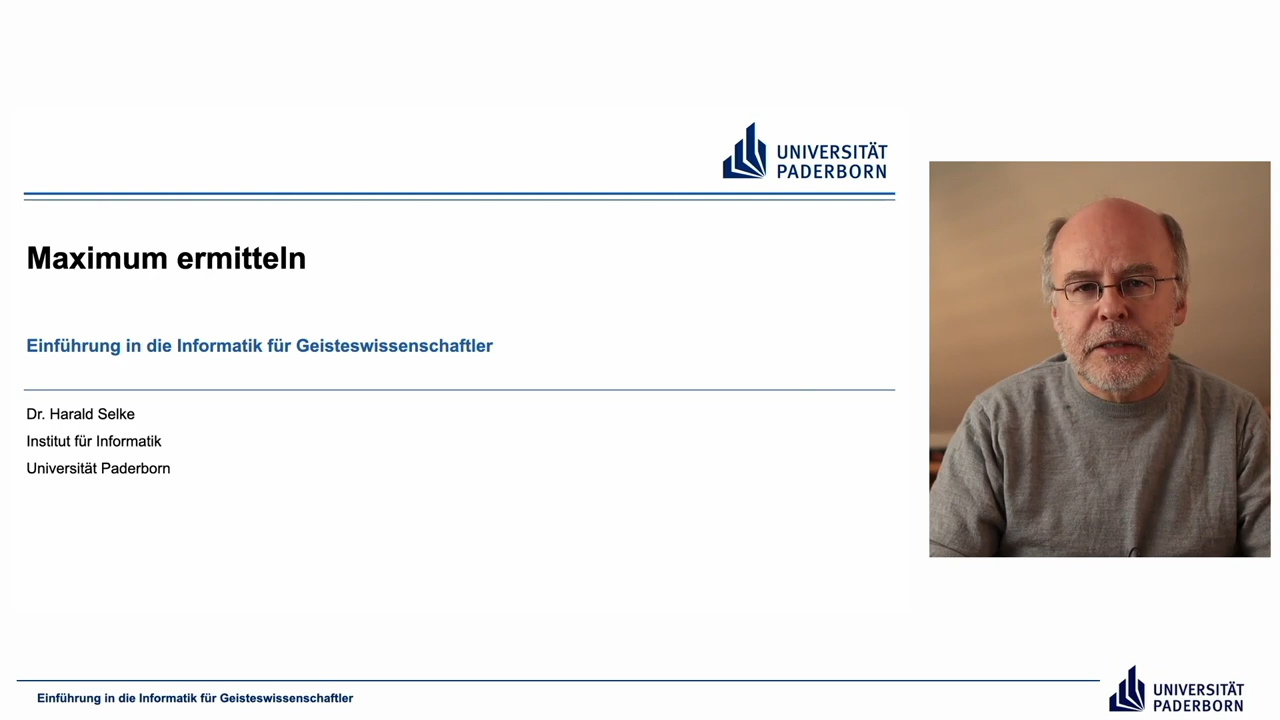 UNIVERSITÄT
PADERBORN
Maximum ermitteln
Einführung in die Informatik für Geisteswissenschaftler
Dr. Harald Selke
Institut für Informatik
Universität Paderborn
Einführung in die Informatik für Geisteswissenschaftler
UNIVERSITÄT
PADERBORN